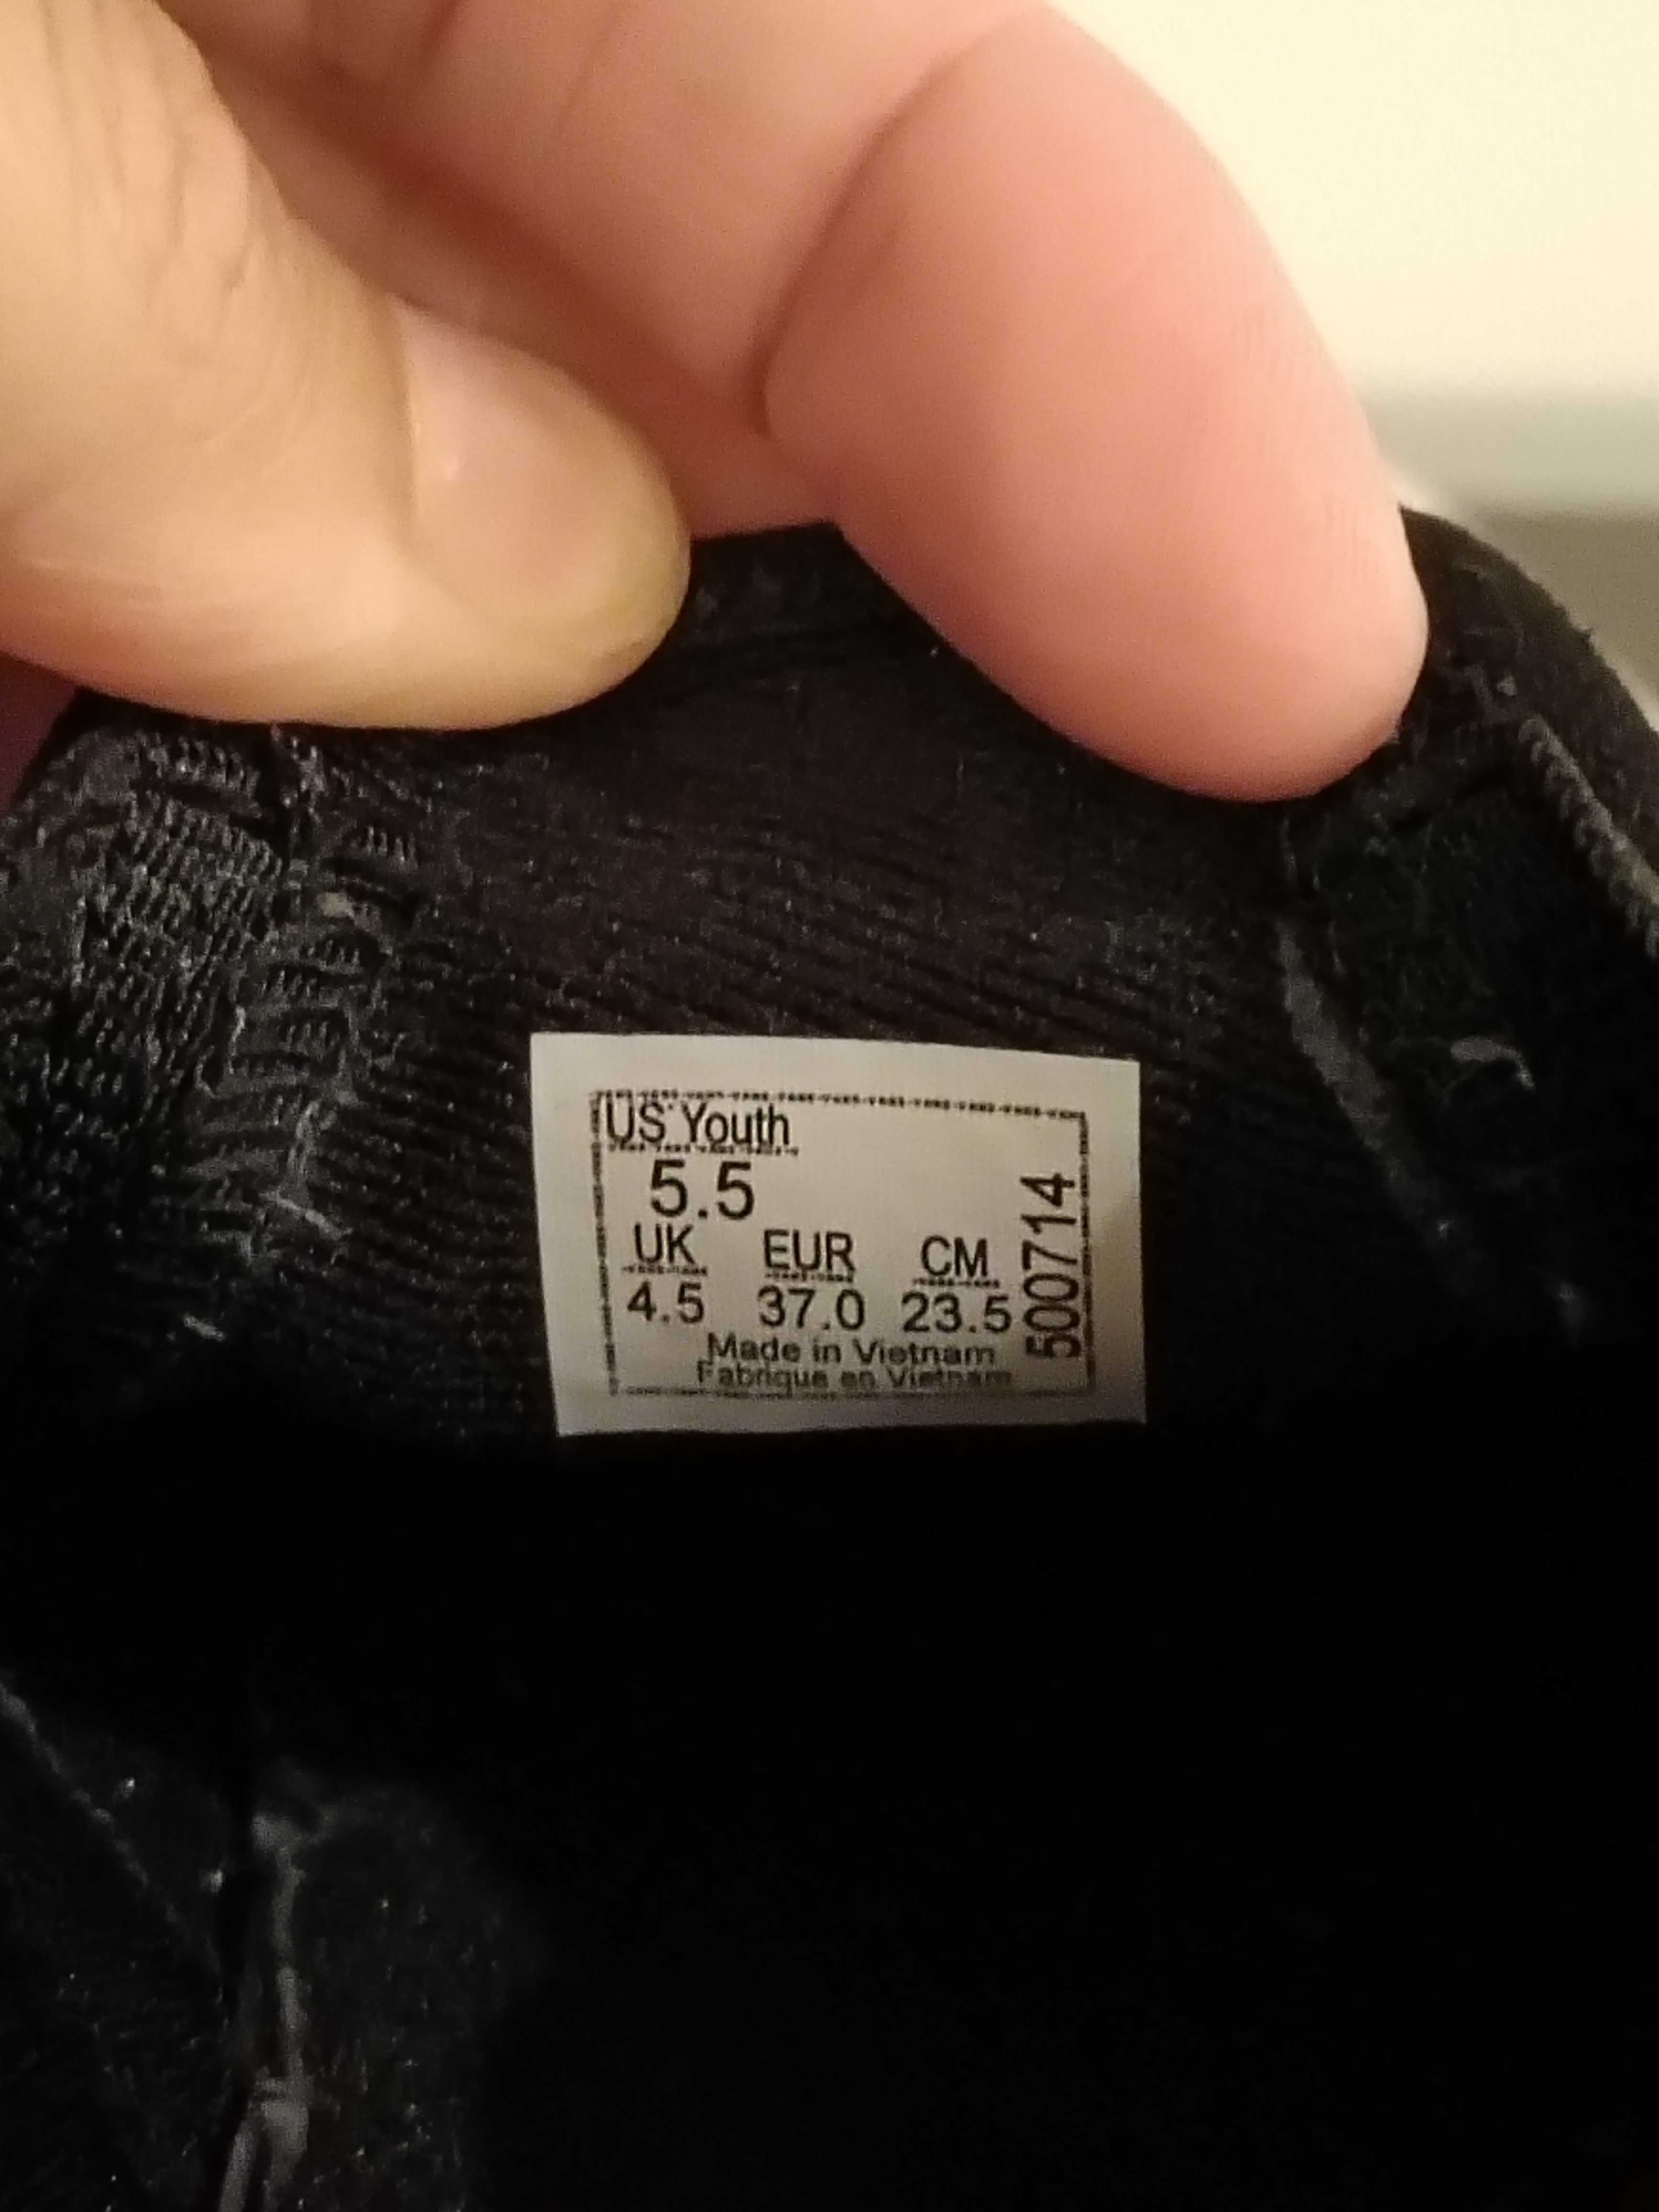 US Youth
5.5
UK EUR CM
4.5 37.0 23.5
Made in Vietnam
Fabrique en Vietnam
500714